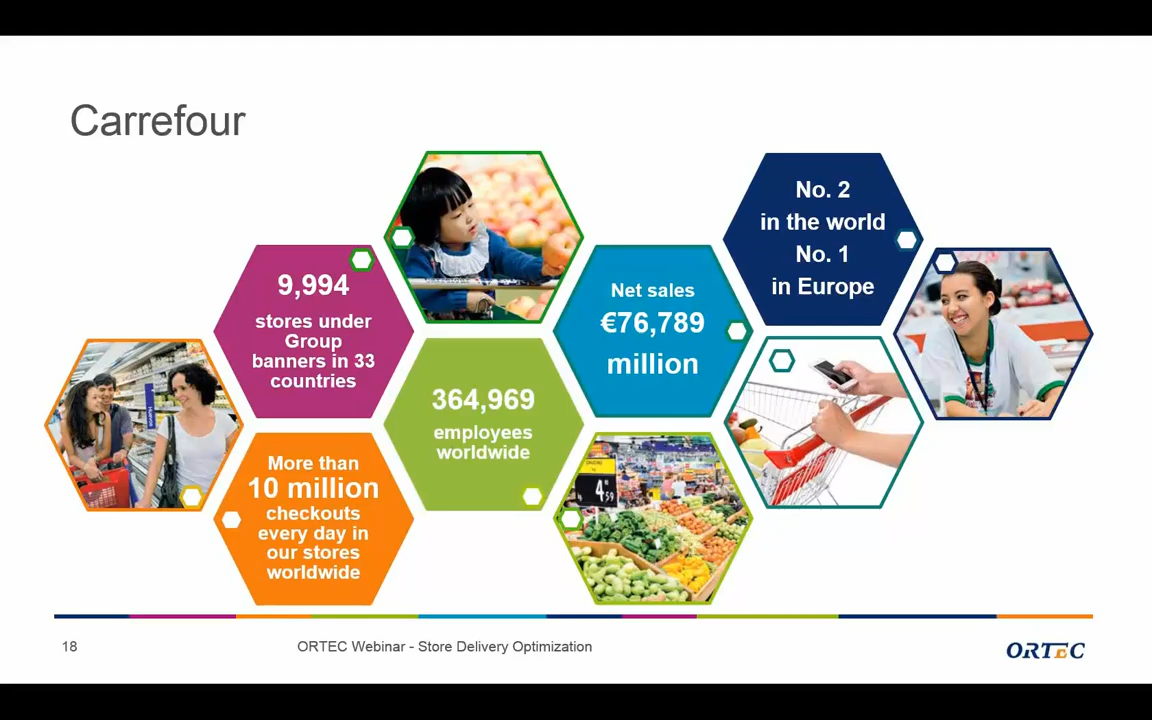 Carrefour
9,994
stores under
Group
banners in 33
countries
More than
10 million
checkouts
every day in
our stores
worldwide
364,969
employees
worldwide
Net sales
€76,789
million
No. 2
in the world
No. 1
in Europe
4 59
18
ORTEC Webinar - Store Delivery Optimization
ORTEC